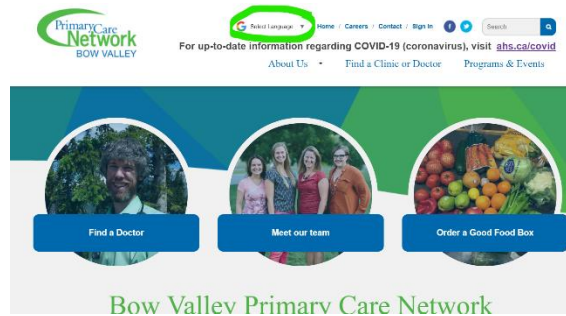 PrimaryCare
Network
BOW VALLEY
Select Language ▼ Home / Careers / Contact / Sign In Search
For up-to-date information regarding COVID-19 (coronavirus), visit ahs.ca/covid
About Us Find a Clinic or Doctor Programs & Events
Find a Doctor Meet our team Order a Good Food Box
Bow Valley Primary Care Network